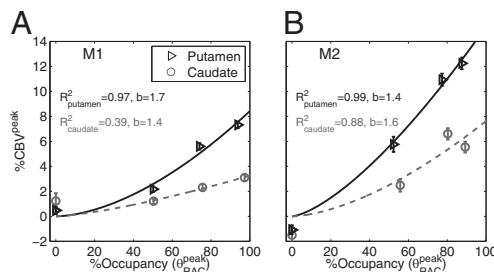 A
B
14
12
10
8
6
4
2
0
−2
%CBV^peak
M1
Putamen
Caudate
R²putamen=0.97, b=1.7
R²caudate=0.39, b=1.4
0 20 40 60 80 100
%Occupancy (θ^peak_RAC)
M2
R²putamen=0.99, b=1.4
R²caudate=0.88, b=1.6
0 20 40 60 80 100
%Occupancy (θ^peak_RAC)